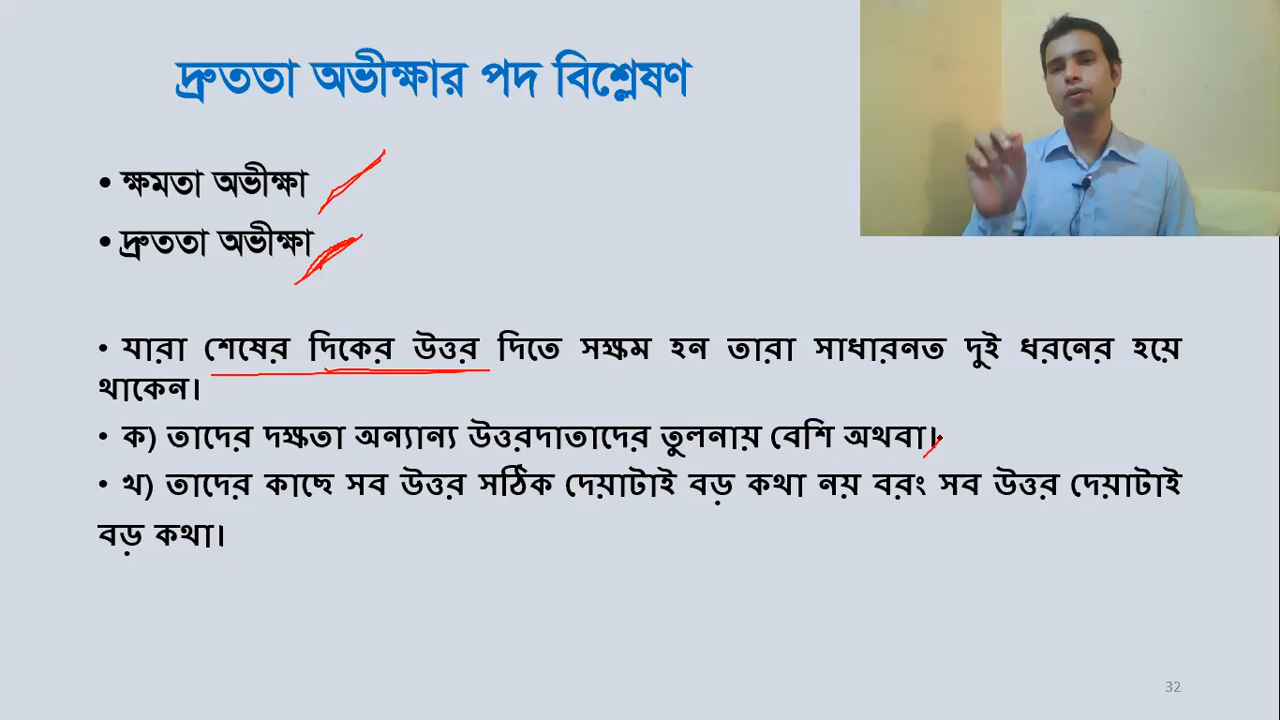 দ্রুততা অভীক্ষার পদ বিশ্লেষণ
• ক্ষমতা অভীক্ষা
• দ্রুততা অভীক্ষা
• যারা শেষের দিকের উত্তর দিতে সক্ষম হন তারা সাধারনত দুই ধরনের হয়ে
থাকেন।
• ক) তাদের দক্ষতা অন্যান্য উত্তরদাতাদের তুলনায় বেশি অথবা।
• খ) তাদের কাছে সব উত্তর সঠিক দেয়াটাই বড় কথা নয় বরং সব উত্তর দেয়াটাই
বড় কথা।
32